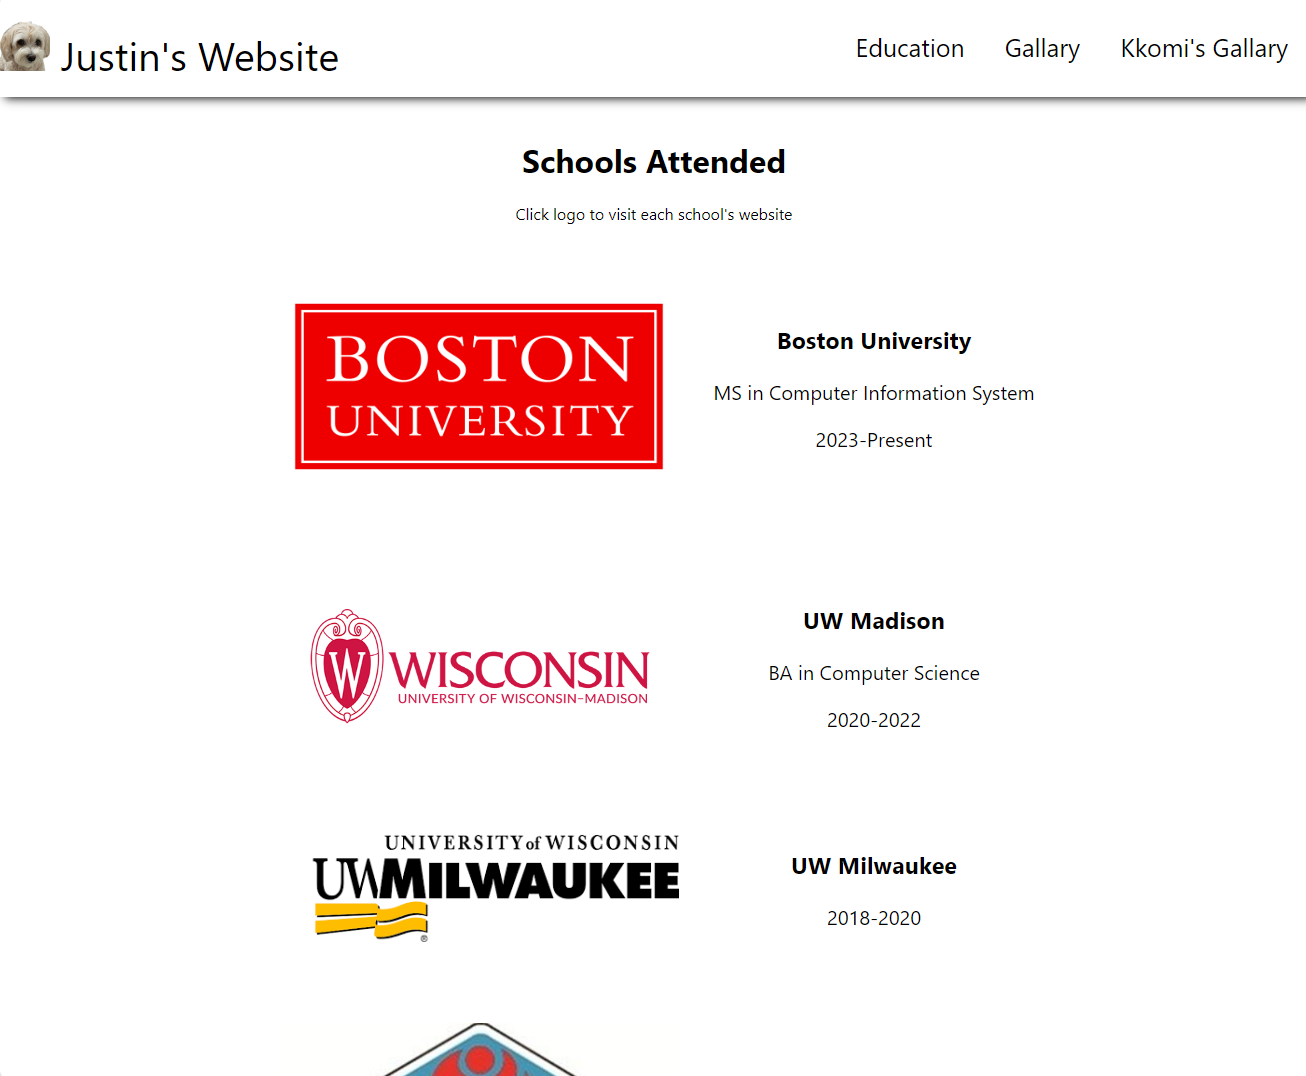 Justin's Website
Education
Gallary
Kkomi's Gallary
Schools Attended
Click logo to visit each school's website
BOSTON
UNIVERSITY
Boston University
MS in Computer Information System
2023-Present
W
WISCONSIN
UNIVERSITY OF WISCONSIN–MADISON
UW Madison
BA in Computer Science
2020-2022
UNIVERSITY of WISCONSIN
UWMILWAUKEE
®
UW Milwaukee
2018-2020